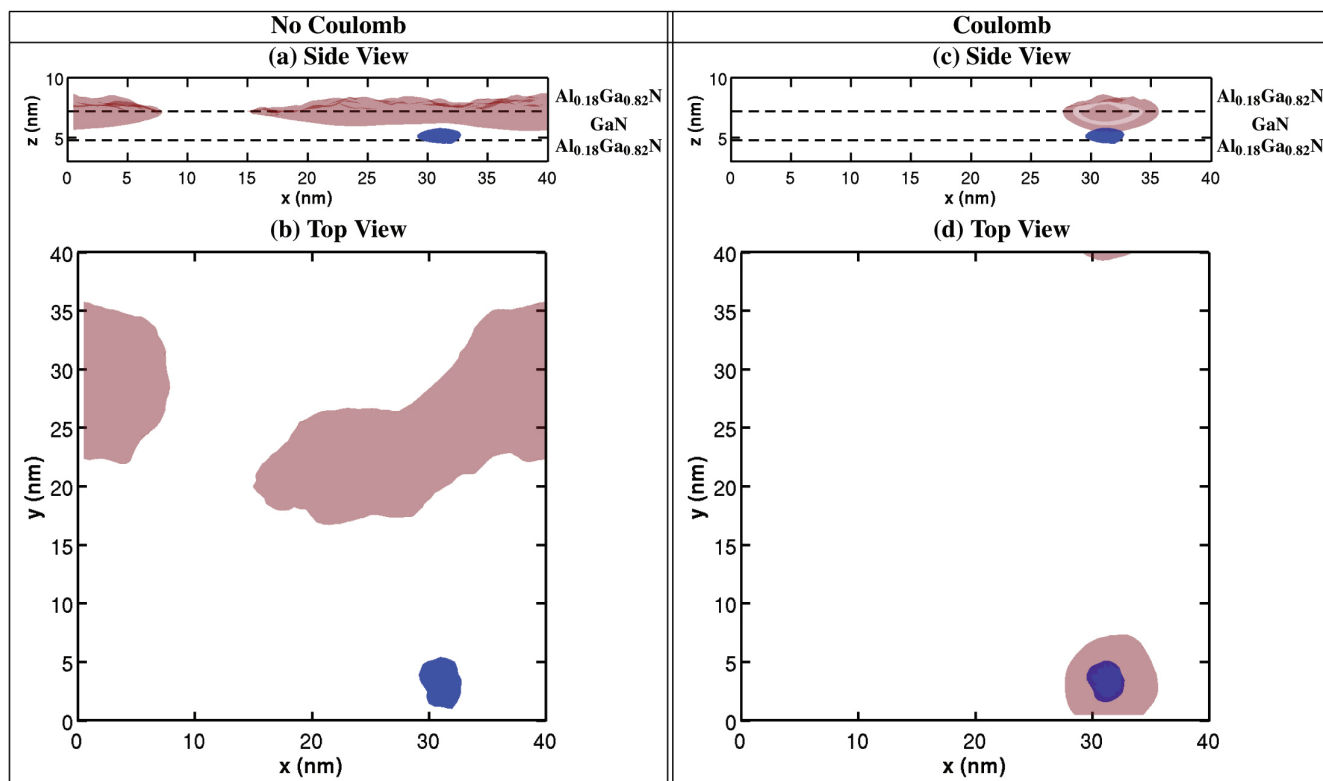 No Coulomb
Coulomb
(a) Side View
(c) Side View
10
5
z (nm)
0 5 10 15 20 25 30 35 40
x (nm)
Al0.18Ga0.82N
GaN
Al0.18Ga0.82N
10
5
z (nm)
0 5 10 15 20 25 30 35 40
x (nm)
Al0.18Ga0.82N
GaN
Al0.18Ga0.82N
(b) Top View
40
35
30
25
20
15
10
5
0
y (nm)
0 10 20 30 40
x (nm)
(d) Top View
40
35
30
25
20
15
10
5
0
y (nm)
0 10 20 30 40
x (nm)